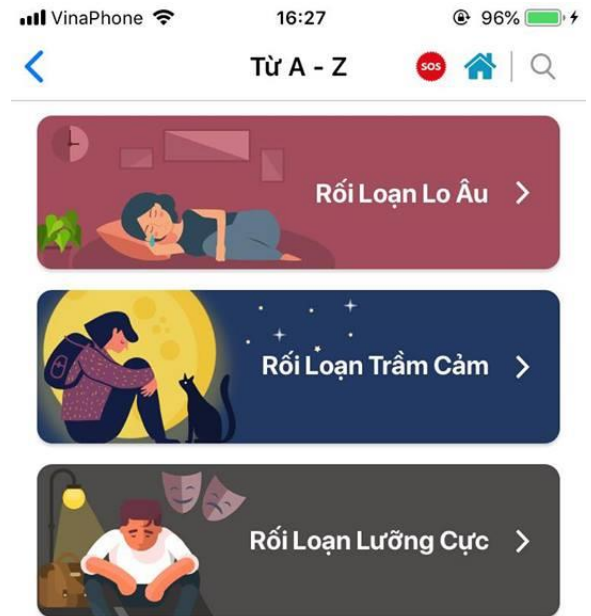 VinaPhone 16:27 96%
Từ A - Z SOS
Rối Loạn Lo Âu
Rối Loạn Trầm Cảm
Rối Loạn Lưỡng Cực